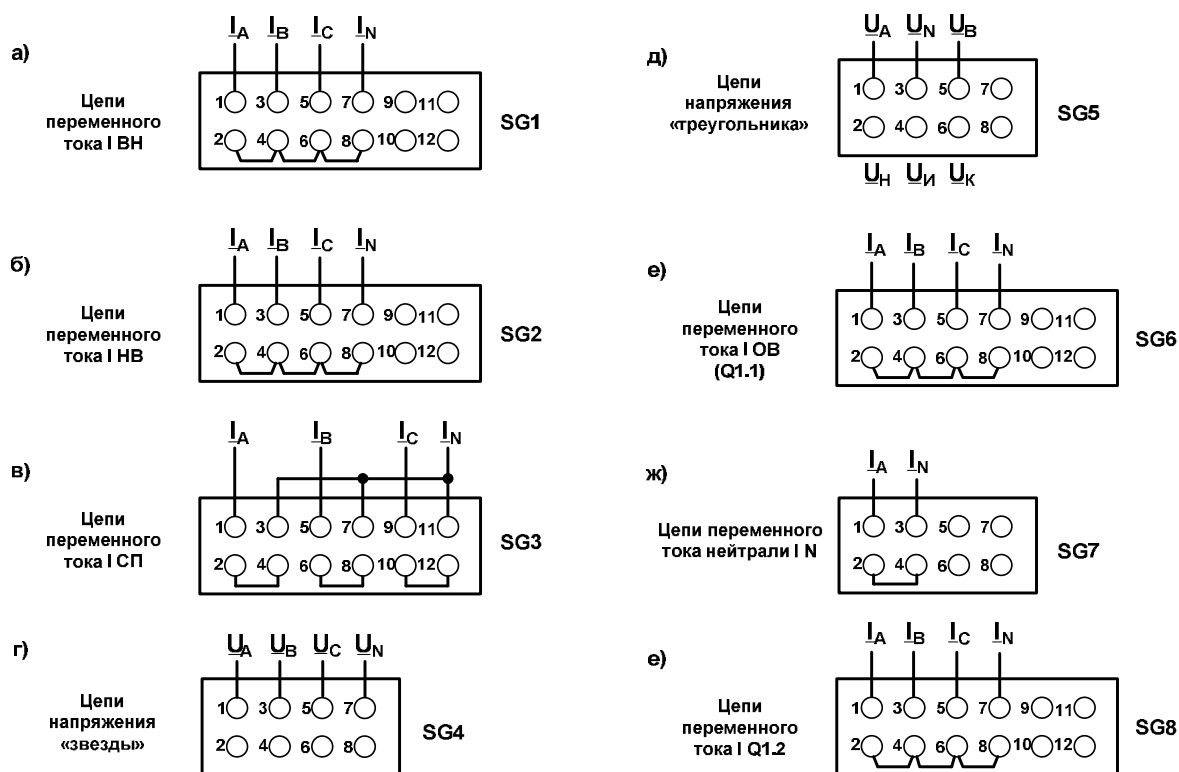 а)
I_A I_B I_C I_N
Цепи
переменного
тока I ВН
1 3 5 7 9 11
2 4 6 8 10 12
SG1
б)
I_A I_B I_C I_N
Цепи
переменного
тока I НВ
1 3 5 7 9 11
2 4 6 8 10 12
SG2
в)
I_A I_B I_C I_N
Цепи
переменного
тока I СП
1 3 5 7 9 11
2 4 6 8 10 12
SG3
г)
U_A U_B U_C U_N
Цепи
напряжения
«звезды»
1 3 5 7
2 4 6 8
SG4
д)
U_A U_N U_B
Цепи
напряжения
«треугольника»
1 3 5 7
2 4 6 8
SG5
U_Н U_И U_К
е)
I_A I_B I_C I_N
Цепи
переменного
тока I ОВ
(Q1.1)
1 3 5 7 9 11
2 4 6 8 10 12
SG6
ж)
I_A I_N
Цепи переменного
тока нейтрали I N
1 3 5 7
2 4 6 8
SG7
е)
I_A I_B I_C I_N
Цепи
переменного
тока I Q1.2
1 3 5 7 9 11
2 4 6 8 10 12
SG8